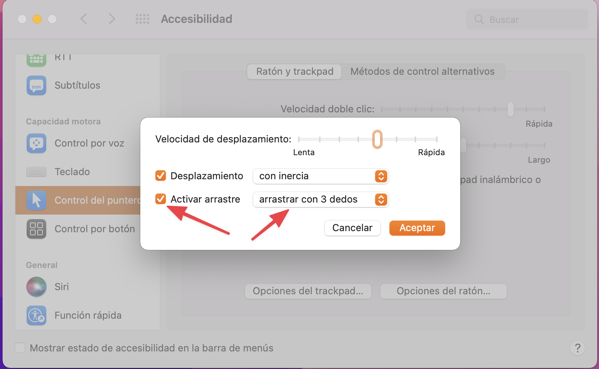 Accesibilidad
Buscar
RTT
Subtítulos
Capacidad motora
Control por voz
Teclado
Control del puntero
Control por botón
General
Siri
Función rápida
Ratón y trackpad
Métodos de control alternativos
Velocidad doble clic:
Rápida
Largo
pad inalámbrico o
Velocidad de desplazamiento:
Lenta
Rápida
Desplazamiento
con inercia
Activar arrastre
arrastrar con 3 dedos
Cancelar
Aceptar
Opciones del trackpad...
Opciones del ratón...
Mostrar estado de accesibilidad en la barra de menús
?